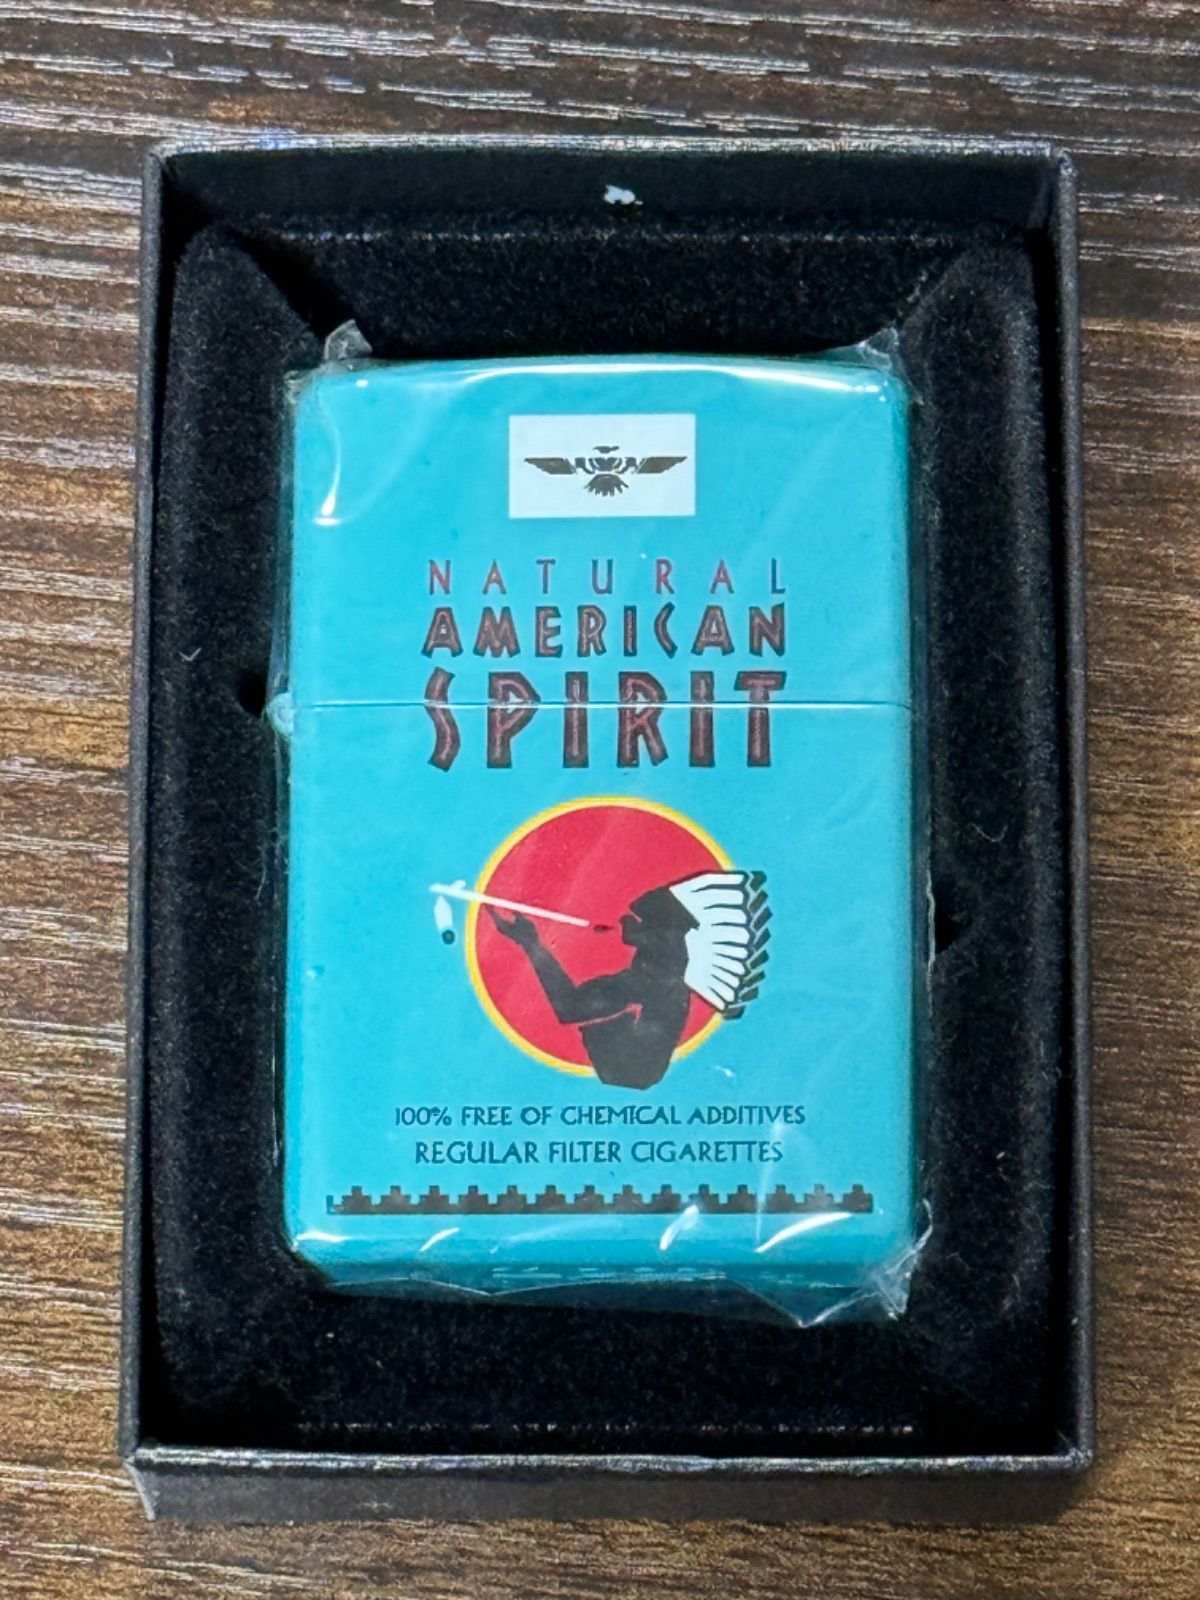 NATURAL
AMERICAN
SPIRIT
100% FREE OF CHEMICAL ADDITIVES
REGULAR FILTER CIGARETTES